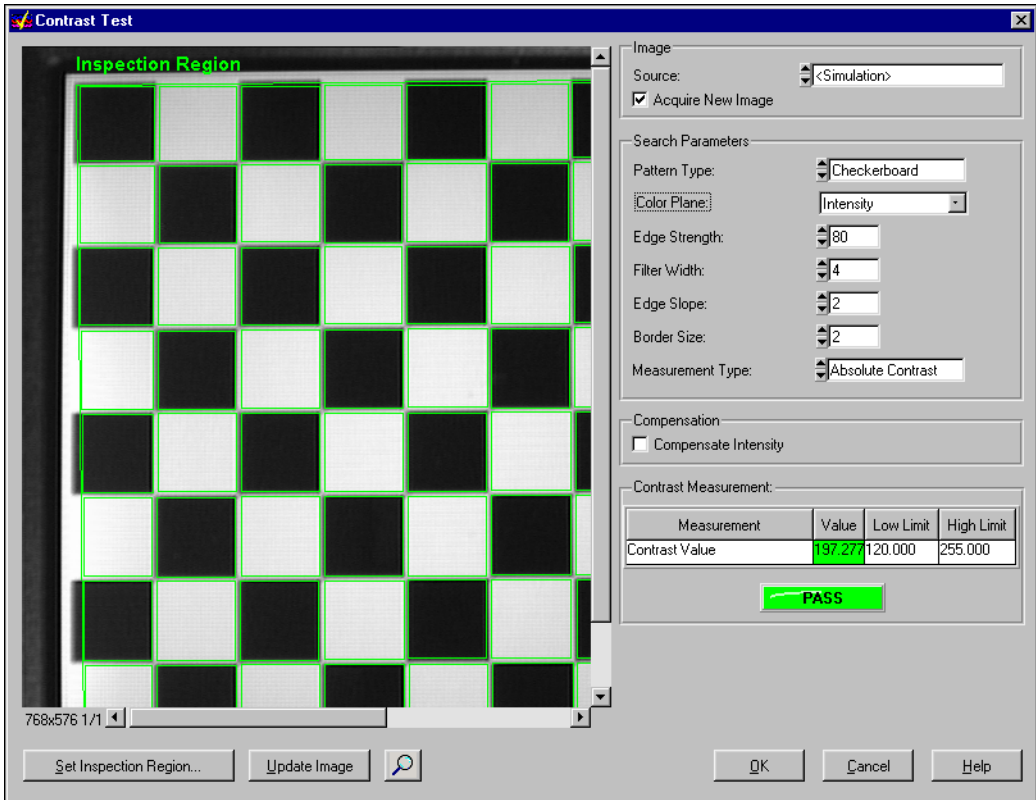 Contrast Test
Inspection Region
Image
Source: <Simulation>
Acquire New Image
Search Parameters
Pattern Type: Checkerboard
Color Plane: Intensity
Edge Strength: 80
Filter Width: 4
Edge Slope: 2
Border Size: 2
Measurement Type: Absolute Contrast
Compensation
Compensate Intensity
Contrast Measurement:
Measurement Value Low Limit High Limit
Contrast Value 197.277 120.000 255.000
PASS
768x576 1/1
Set Inspection Region... Update Image OK Cancel Help